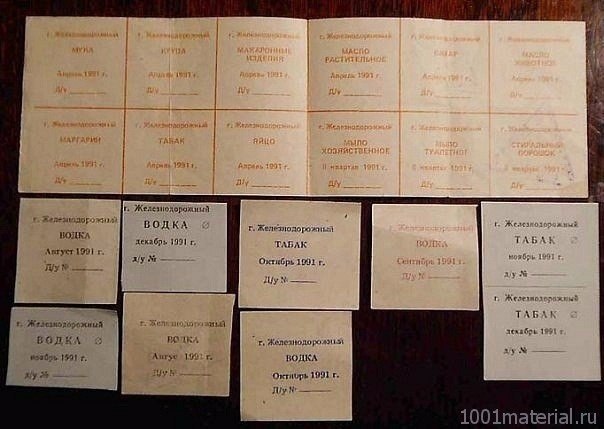 г. Железнодорожный
МУКА
Апрель 1991 г.
Д/у
г. Железнодорожный
КРУПА
Апрель 1991 г.
Д/у
г. Железнодорожный
МАКАРОННЫЕ
ИЗДЕЛИЯ
Апрель 1991 г.
Д/у
г. Железнодорожный
МАСЛО
РАСТИТЕЛЬНОЕ
Апрель 1991 г.
Д/у
г. Железнодорожный
САХАР
Апрель 1991 г.
Д/у
г. Железнодорожный
МАСЛО
ЖИВОТНОЕ
Апрель 1991 г.
Д/у
г. Железнодорожный
МАРГАРИН
Апрель 1991 г.
Д/у
г. Железнодорожный
ТАБАК
Апрель 1991 г.
Д/у
г. Железнодорожный
ЯЙЦО
Апрель 1991 г.
Д/у
г. Железнодорожный
МЫЛО
ХОЗЯЙСТВЕННОЕ
II квартал 1991 г.
Д/у
г. Железнодорожный
МЫЛО
ТУАЛЕТНОЕ
II квартал 1991 г.
Д/у
г. Железнодорожный
СТИРАЛЬНЫЙ
ПОРОШОК
II квартал 1991 г.
Д/у
г. Железнодорожный
ВОДКА
Август 1991 г.
Д/у №
г. Железнодорожный
ВОДКА
декабрь 1991 г.
д/у №
г. Железнодорожный
ТАБАК
Октябрь 1991 г.
Д/у №
г. Железнодорожный
ВОДКА
Сентябрь 1991 г.
Д/у №
г. Железнодорожный
ТАБАК
ноябрь 1991 г.
д/у №
г. Железнодорожный
ТАБАК
декабрь 1991 г.
д/у №
г. Железнодорожный
ВОДКА
ноябрь 1991 г.
д/у №
г. Железнодорожный
ВОДКА
Авгус 1991 г.
Д/у №
г. Железнодорожный
ВОДКА
Октябрь 1991 г.
Д/у №
1001material.ru